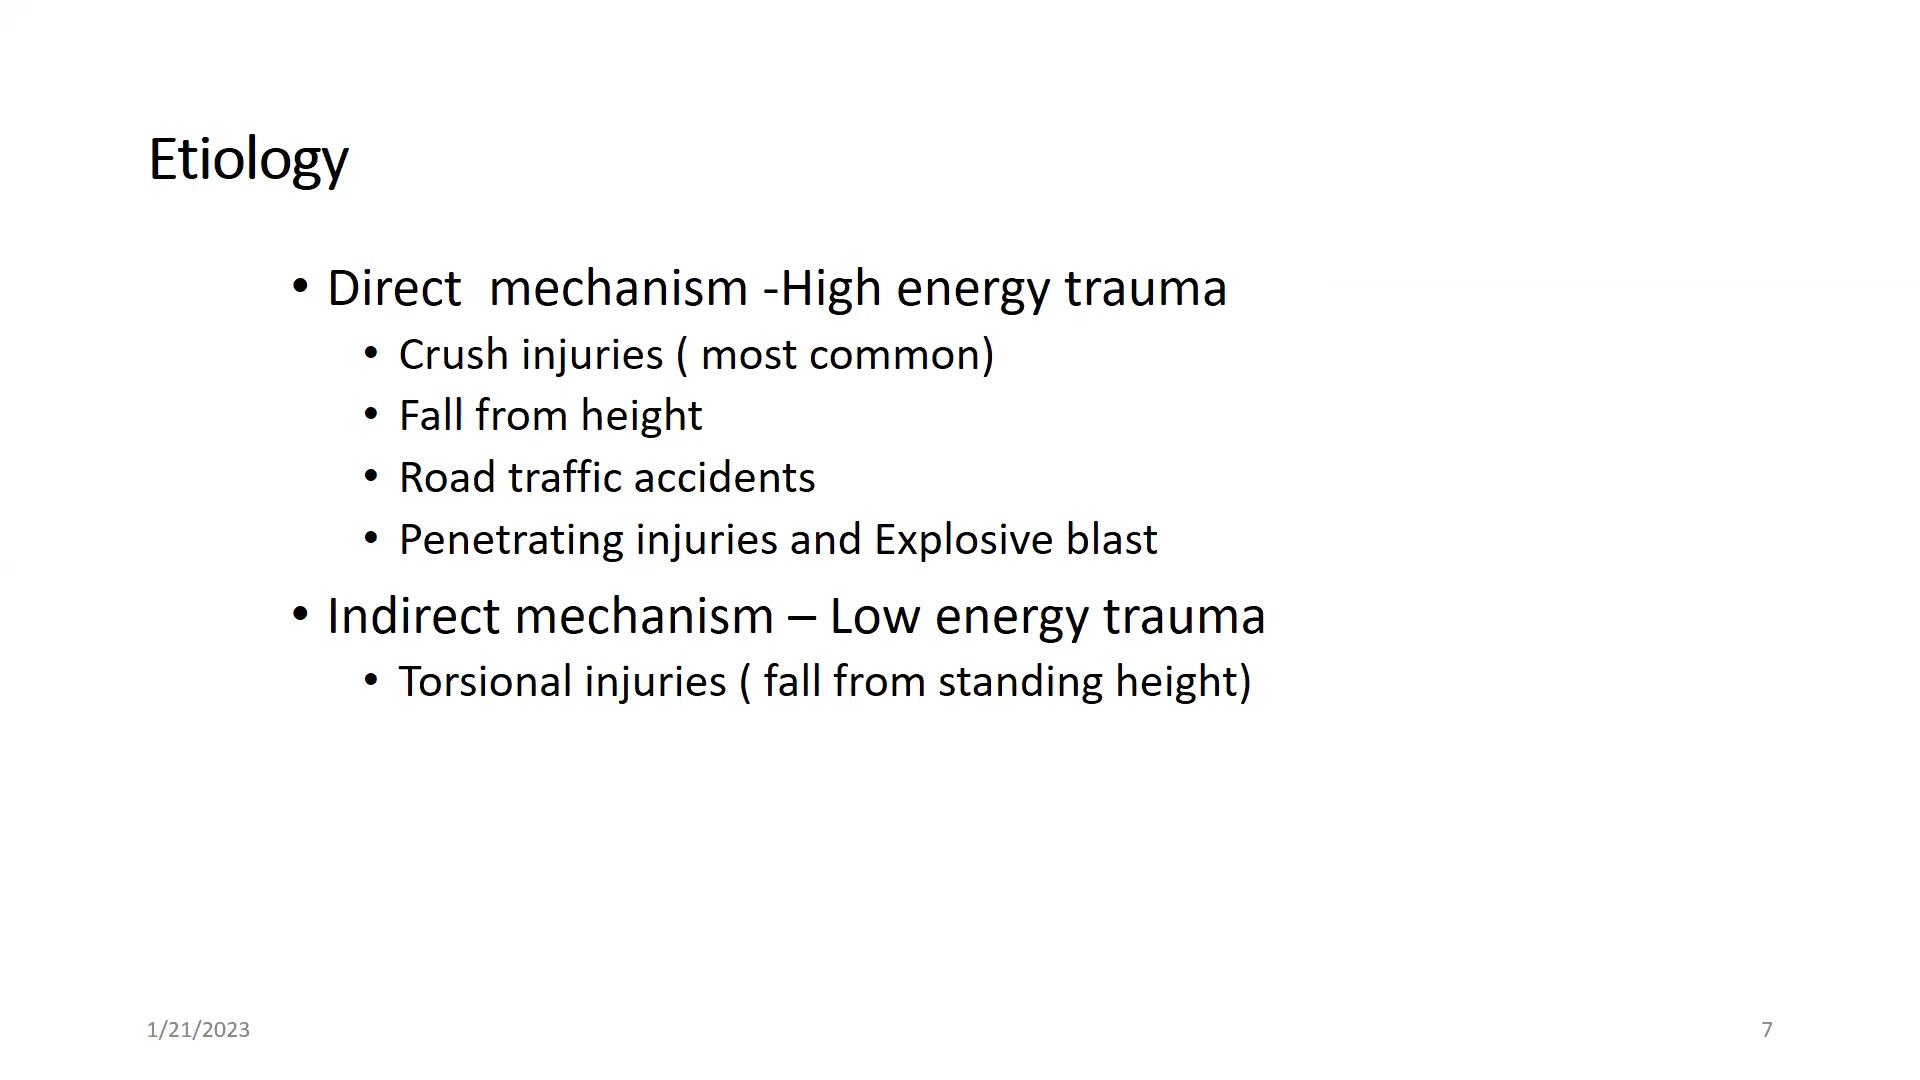 Etiology
• Direct  mechanism -High energy trauma
• Crush injuries ( most common)
• Fall from height
• Road traffic accidents
• Penetrating injuries and Explosive blast
• Indirect mechanism – Low energy trauma
• Torsional injuries ( fall from standing height)
1/21/2023
7